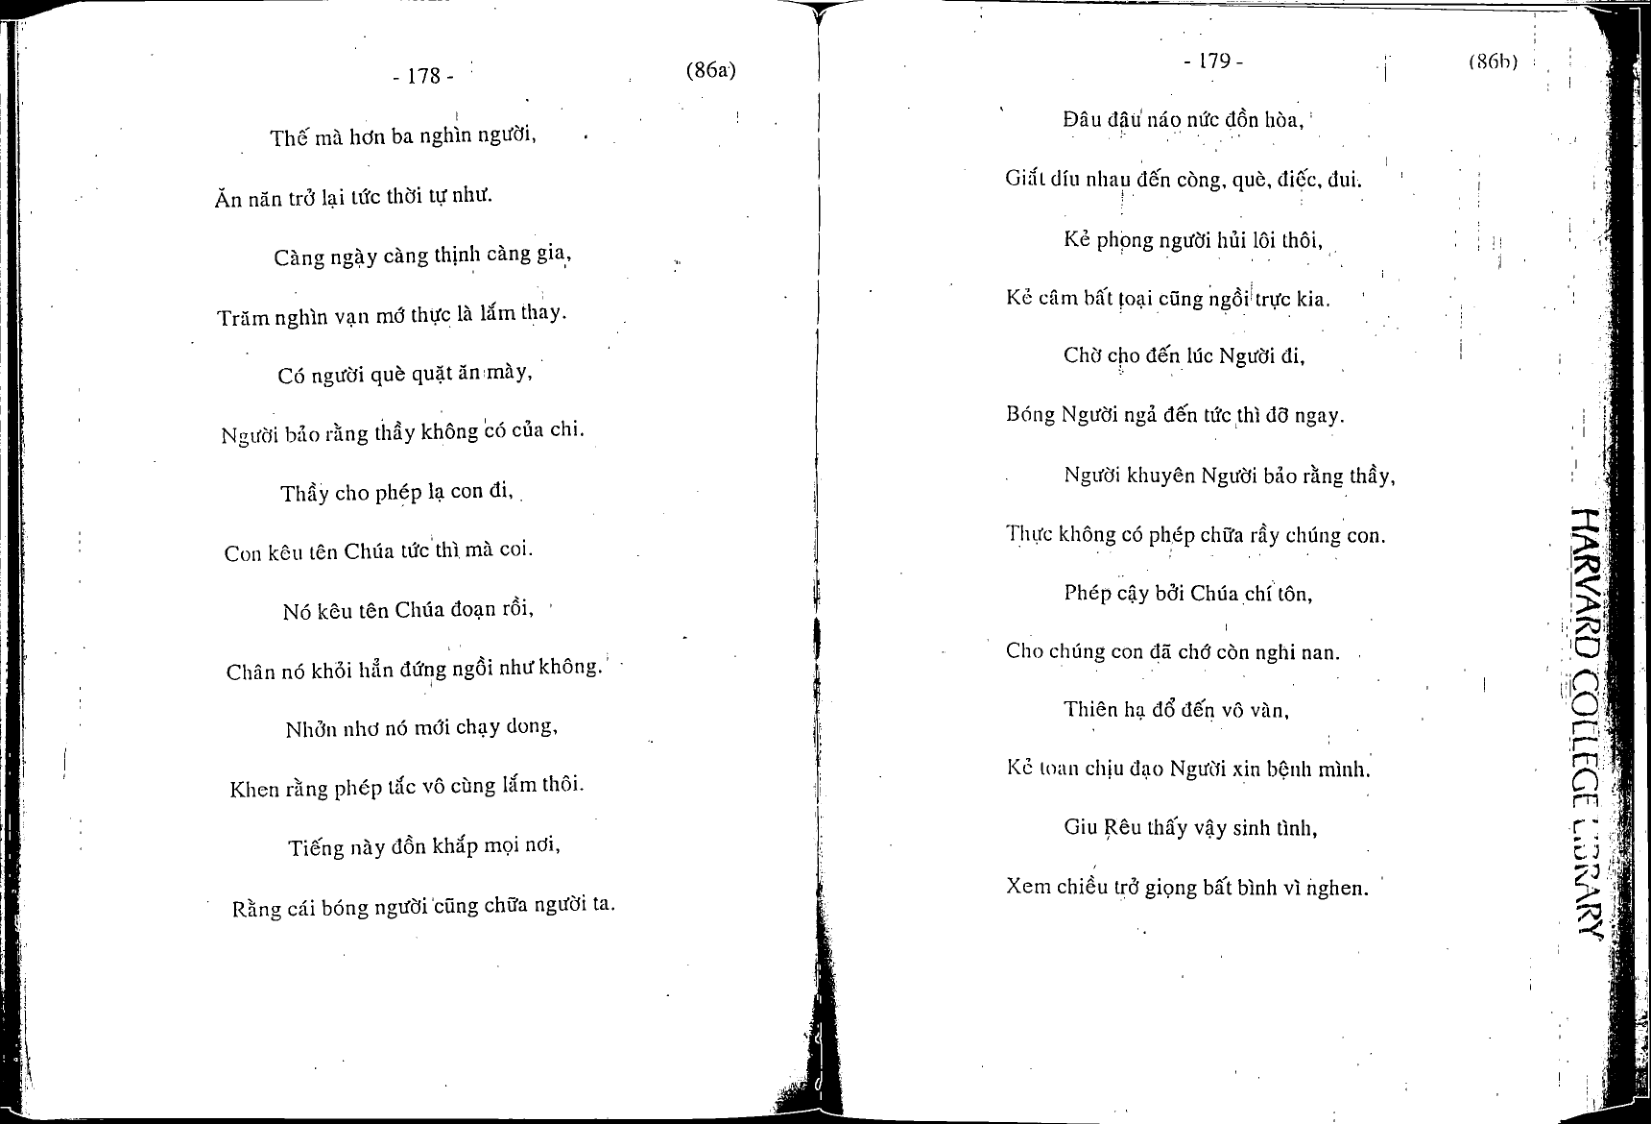 - 178 -
(86a)
Thế mà hơn ba nghìn người,
Ăn năn trở lại tức thời tự như.
Càng ngày càng thịnh càng gia,
Trăm nghìn vạn mớ thực là lắm thay.
Có người què quặt ăn mày,
Người bảo rằng thầy không có của chi.
Thầy cho phép lạ con đi,
Con kêu tên Chúa tức thì mà coi.
Nó kêu tên Chúa đoạn rồi,
Chân nó khỏi hẳn đứng ngồi như không.
Nhởn nhơ nó mới chạy dong,
Khen rằng phép tắc vô cùng lắm thôi.
Tiếng này đồn khắp mọi nơi,
Rằng cái bóng người cũng chữa người ta.
- 179 -
(86b)
Đâu đâu náo nức đồn hòa,
Giắt díu nhau đến còng, què, điếc, đui.
Kẻ phong người hủi lôi thôi,
Kẻ câm bất toại cũng ngồi trực kia.
Chờ cho đến lúc Người đi,
Bóng Người ngả đến tức thì đỡ ngay.
Người khuyên Người bảo rằng thầy,
Thực không có phép chữa rầy chúng con.
Phép cậy bởi Chúa chí tôn,
Cho chúng con đã chớ còn nghi nan.
Thiên hạ đổ đến vô vàn,
Kẻ toan chịu đạo Người xin bệnh mình.
Giu Rêu thấy vậy sinh tình,
Xem chiều trở giọng bất bình vì nghen.
HARVARD COLLEGE LIBRARY